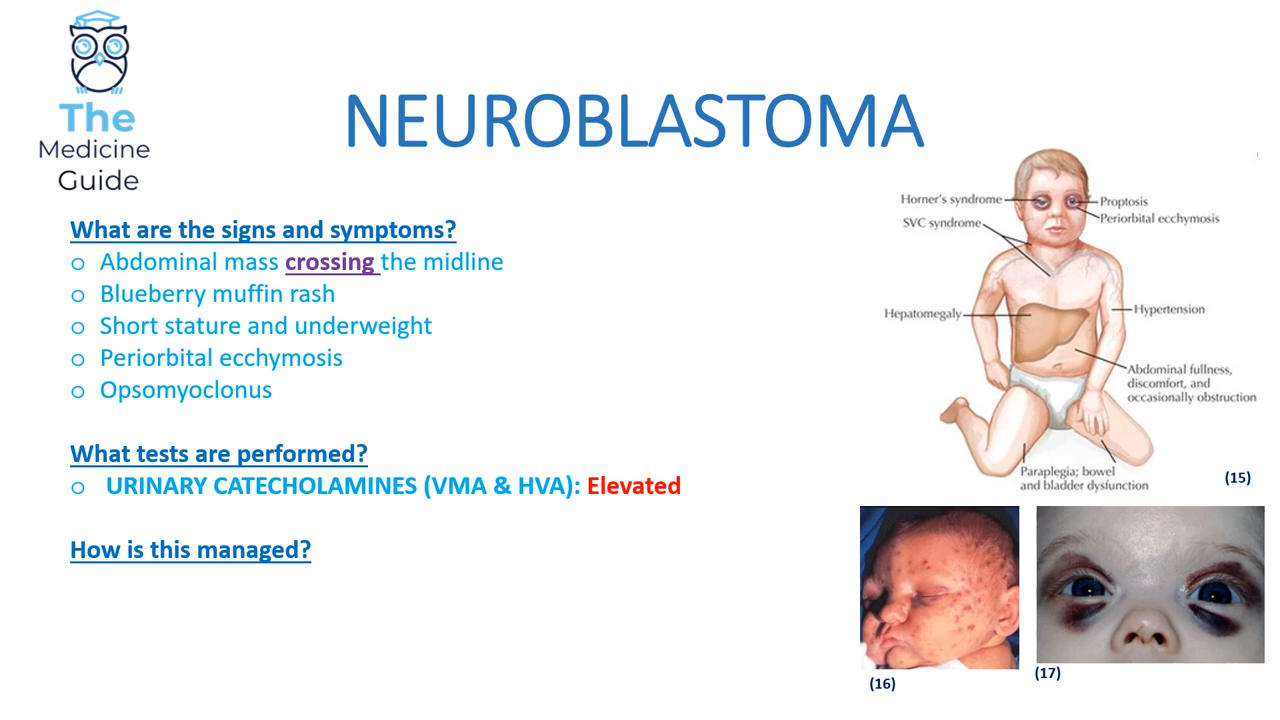 The
Medicine
Guide
NEUROBLASTOMA
What are the signs and symptoms?
o Abdominal mass crossing the midline
o Blueberry muffin rash
o Short stature and underweight
o Periorbital ecchymosis
o Opsomyoclonus
What tests are performed?
o URINARY CATECHOLAMINES (VMA & HVA): Elevated
How is this managed?
Horner's syndrome
SVC syndrome
Proptosis
Periorbital ecchymosis
Hepatomegaly
Hypertension
Abdominal fullness,
discomfort, and
occasionally obstruction
Paraplegia; bowel
and bladder dysfunction
(15)
(16)
(17)